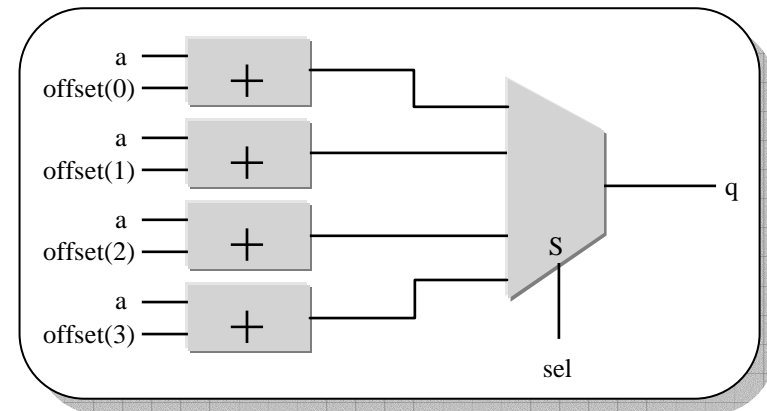 a
offset(0)
+
a
offset(1)
+
a
offset(2)
+
a
offset(3)
+
S
sel
q